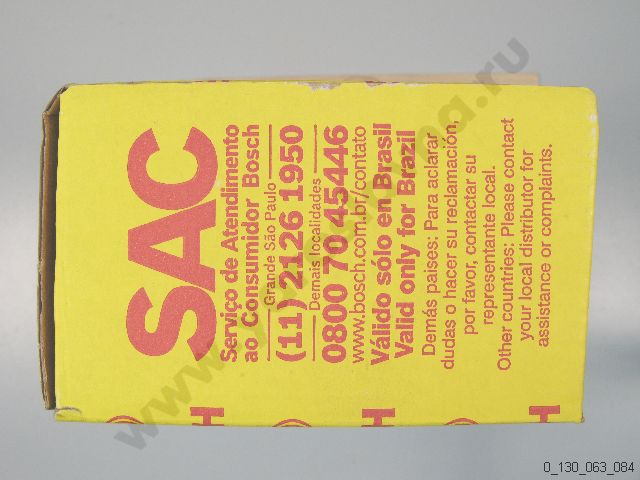 SAC
Serviço de Atendimento
ao Consumidor Bosch
Grande São Paulo
(11) 2126 1950
Demais localidades
0800 70 45446
www.bosch.com.br/contato
Válido sólo en Brasil
Valid only for Brazil
Demás paises: Para aclarar
dudas o hacer su reclamación,
por favor, contactar su
representante local.
Other countries: Please contact
your local distributor for
assistance or complaints.
H
H
0_130_063_084